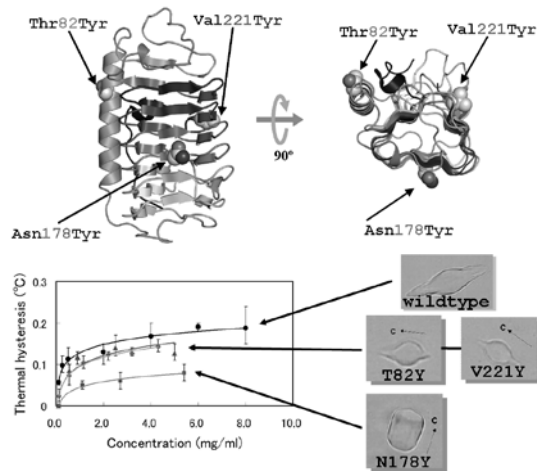 Thr82Tyr
Val221Tyr
Thr82Tyr
Val221Tyr
90°
Asn178Tyr
Asn178Tyr
Thermal hysteresis (°C)
0.3
0.2
0.1
0
0.0
2.0
4.0
6.0
8.0
10.0
Concentration (mg/ml)
wildtype
c
T82Y
c
V221Y
c
N178Y